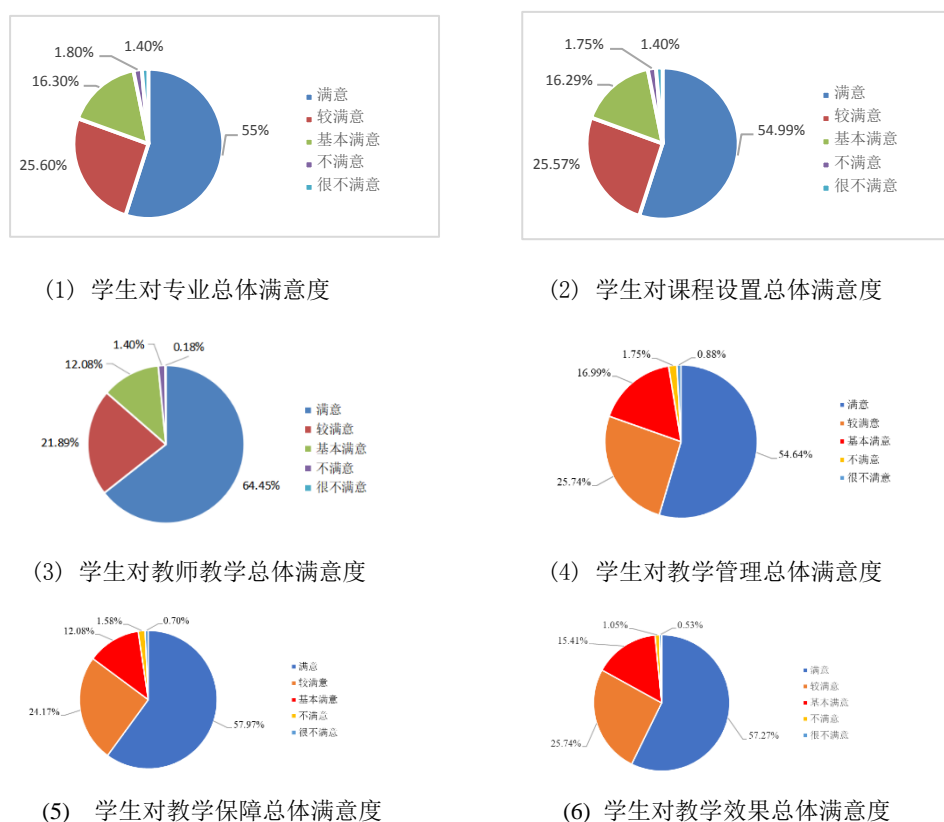 1.80%
1.40%
16.30%
25.60%
55%
满意
较满意
基本满意
不满意
很不满意
(1) 学生对专业总体满意度
1.75%
1.40%
16.29%
25.57%
54.99%
满意
较满意
基本满意
不满意
很不满意
(2) 学生对课程设置总体满意度
1.40%
0.18%
12.08%
21.89%
64.45%
满意
较满意
基本满意
不满意
很不满意
(3) 学生对教师教学总体满意度
1.75%
0.88%
16.99%
25.74%
54.64%
满意
较满意
基本满意
不满意
很不满意
(4) 学生对教学管理总体满意度
1.58%
0.70%
12.08%
24.17%
57.97%
满意
较满意
基本满意
不满意
很不满意
(5) 学生对教学保障总体满意度
1.05%
0.53%
15.41%
25.74%
57.27%
满意
较满意
基本满意
不满意
很不满意
(6) 学生对教学效果总体满意度